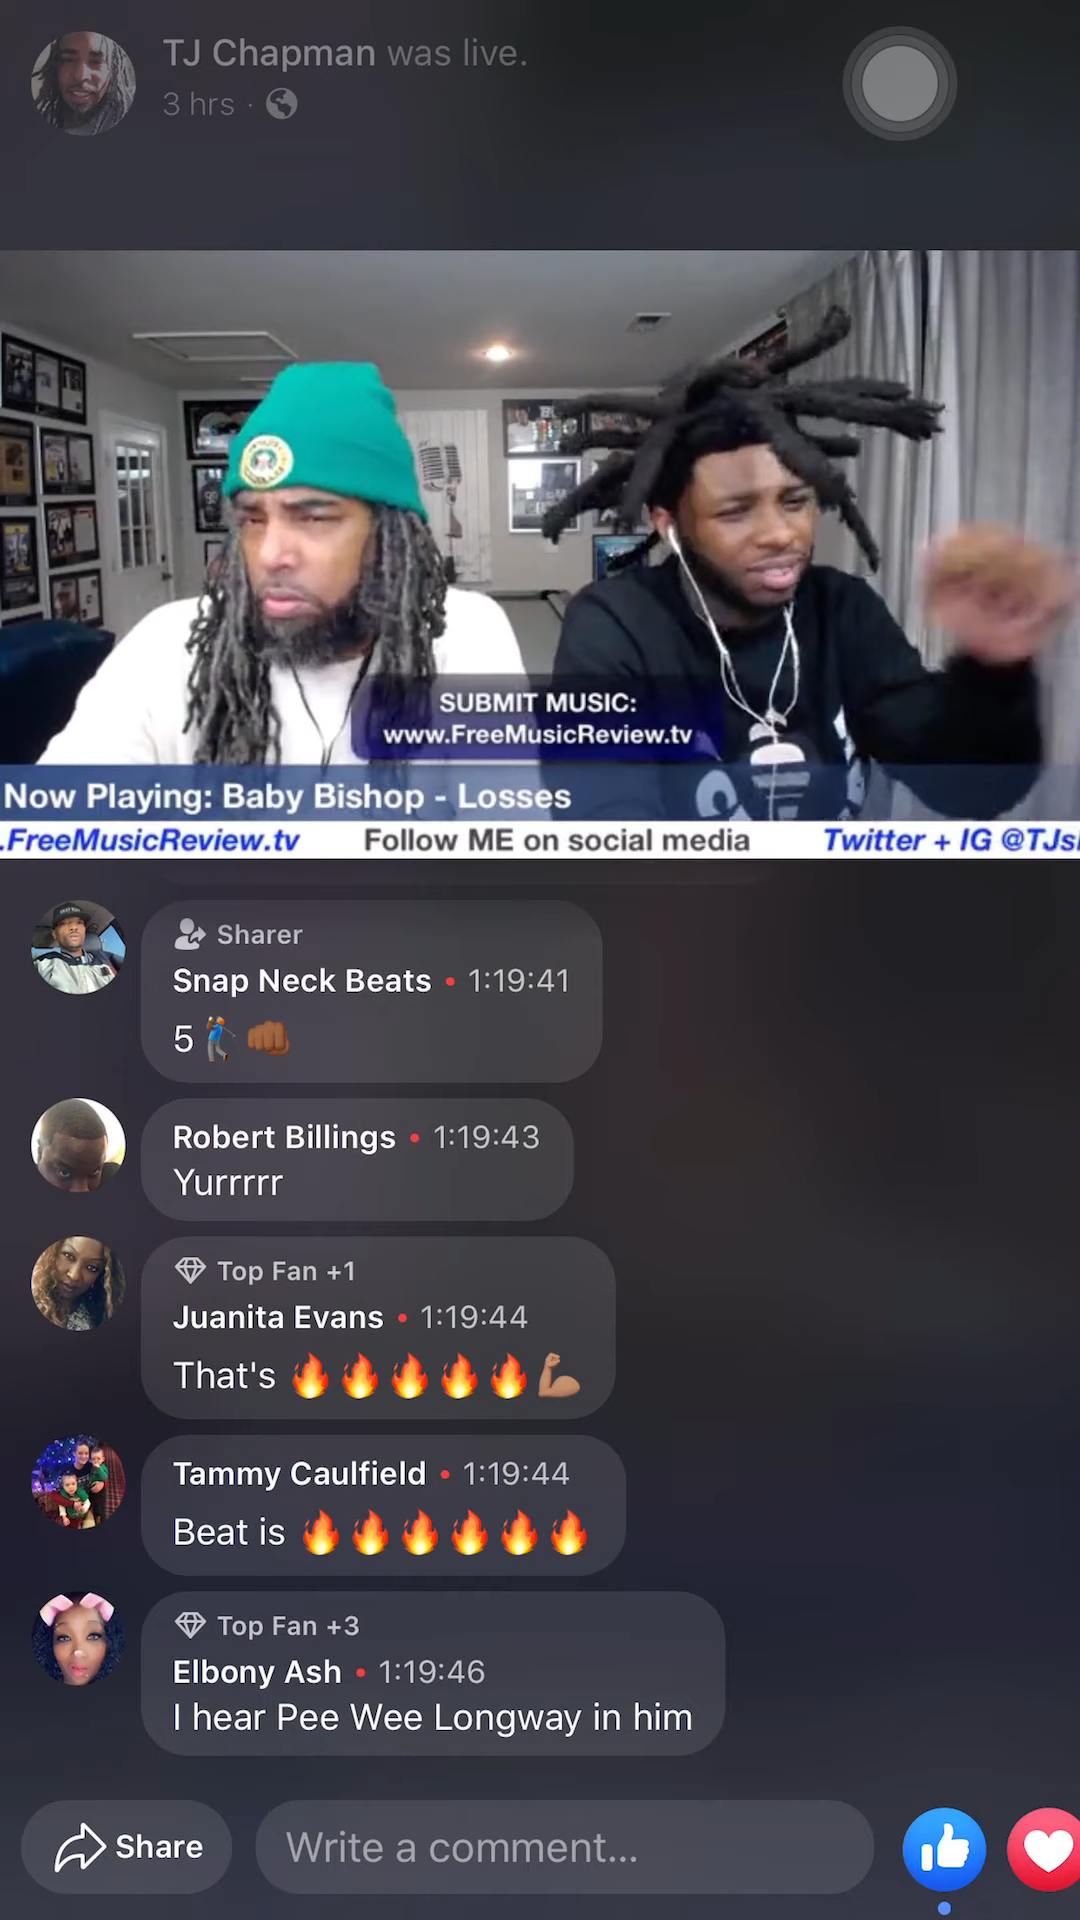 TJ Chapman was live.
3 hrs ·
SUBMIT MUSIC:
www.FreeMusicReview.tv
Now Playing: Baby Bishop - Losses
.FreeMusicReview.tv Follow ME on social media Twitter + IG @TJs
Sharer
Snap Neck Beats • 1:19:41
5🏌🏾👊🏾
Robert Billings • 1:19:43
Yurrrrr
Top Fan +1
Juanita Evans • 1:19:44
That's 🔥🔥🔥🔥🔥💪🏽
Tammy Caulfield • 1:19:44
Beat is 🔥🔥🔥🔥🔥🔥
Top Fan +3
Elbony Ash • 1:19:46
I hear Pee Wee Longway in him
Share
Write a comment...